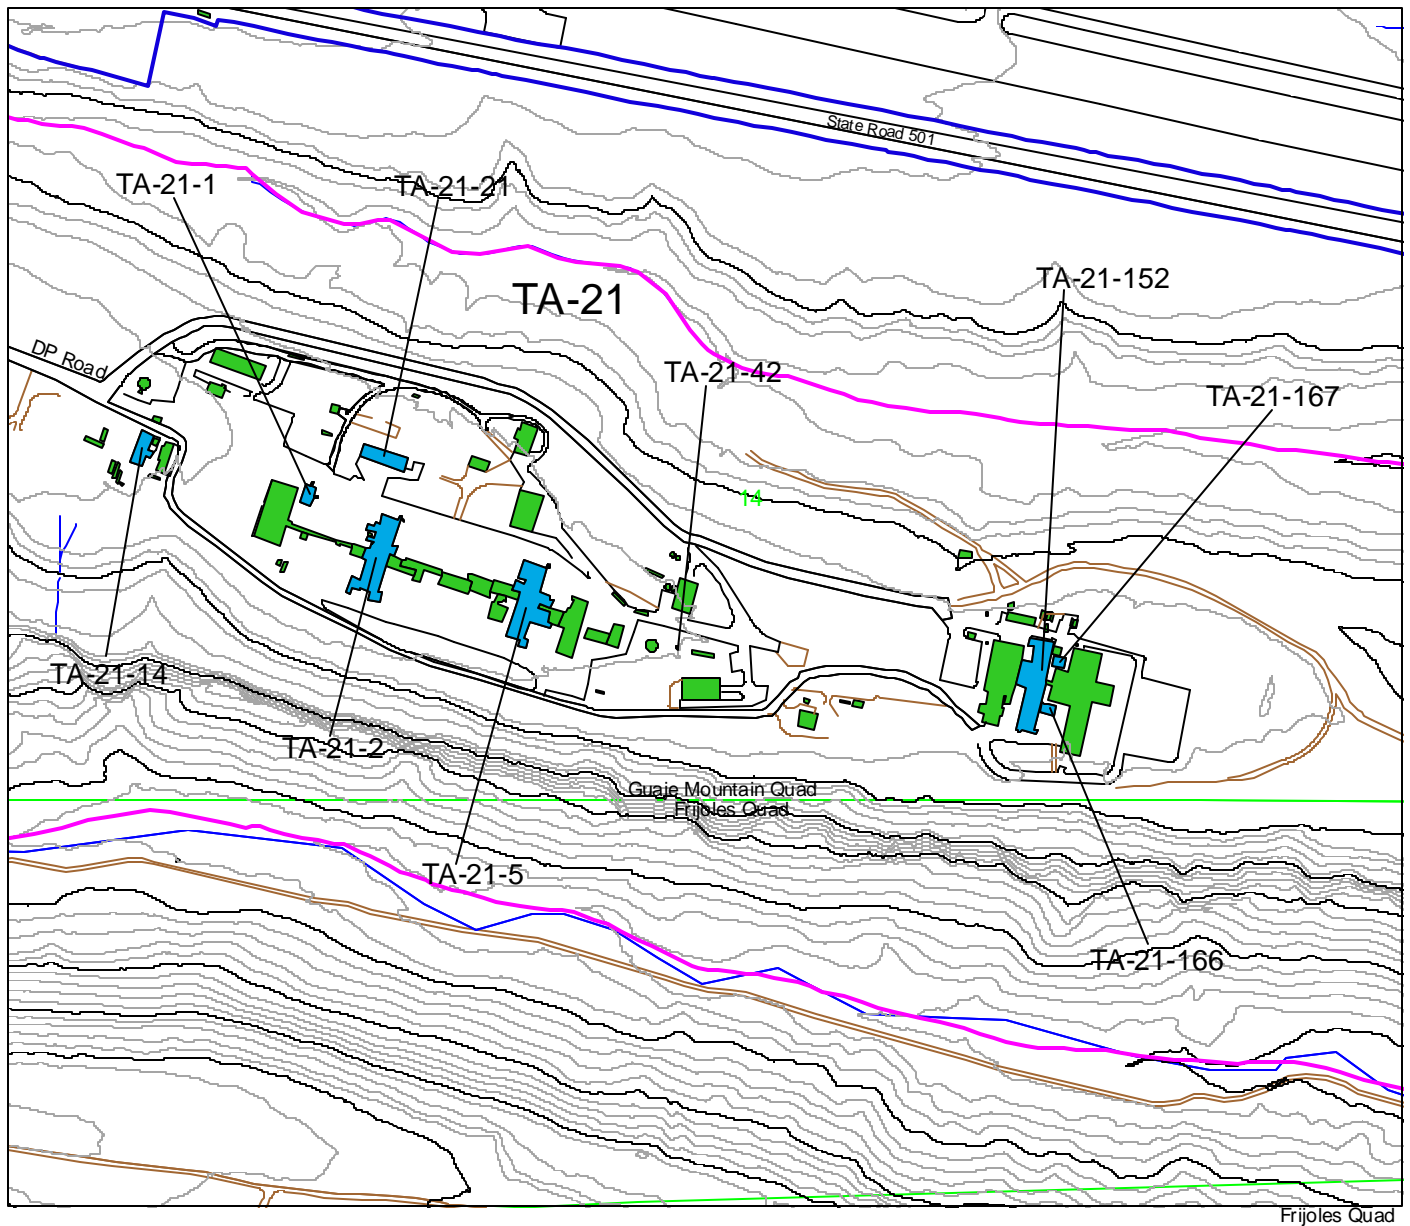 State Road 501
TA-21-1
TA-21-21
TA-21-152
TA-21
DP Road
TA-21-42
TA-21-167
14
TA-21-14
TA-21-2
Guaje Mountain Quad
Frijoles Quad
TA-21-5
TA-21-166
Frijoles Quad